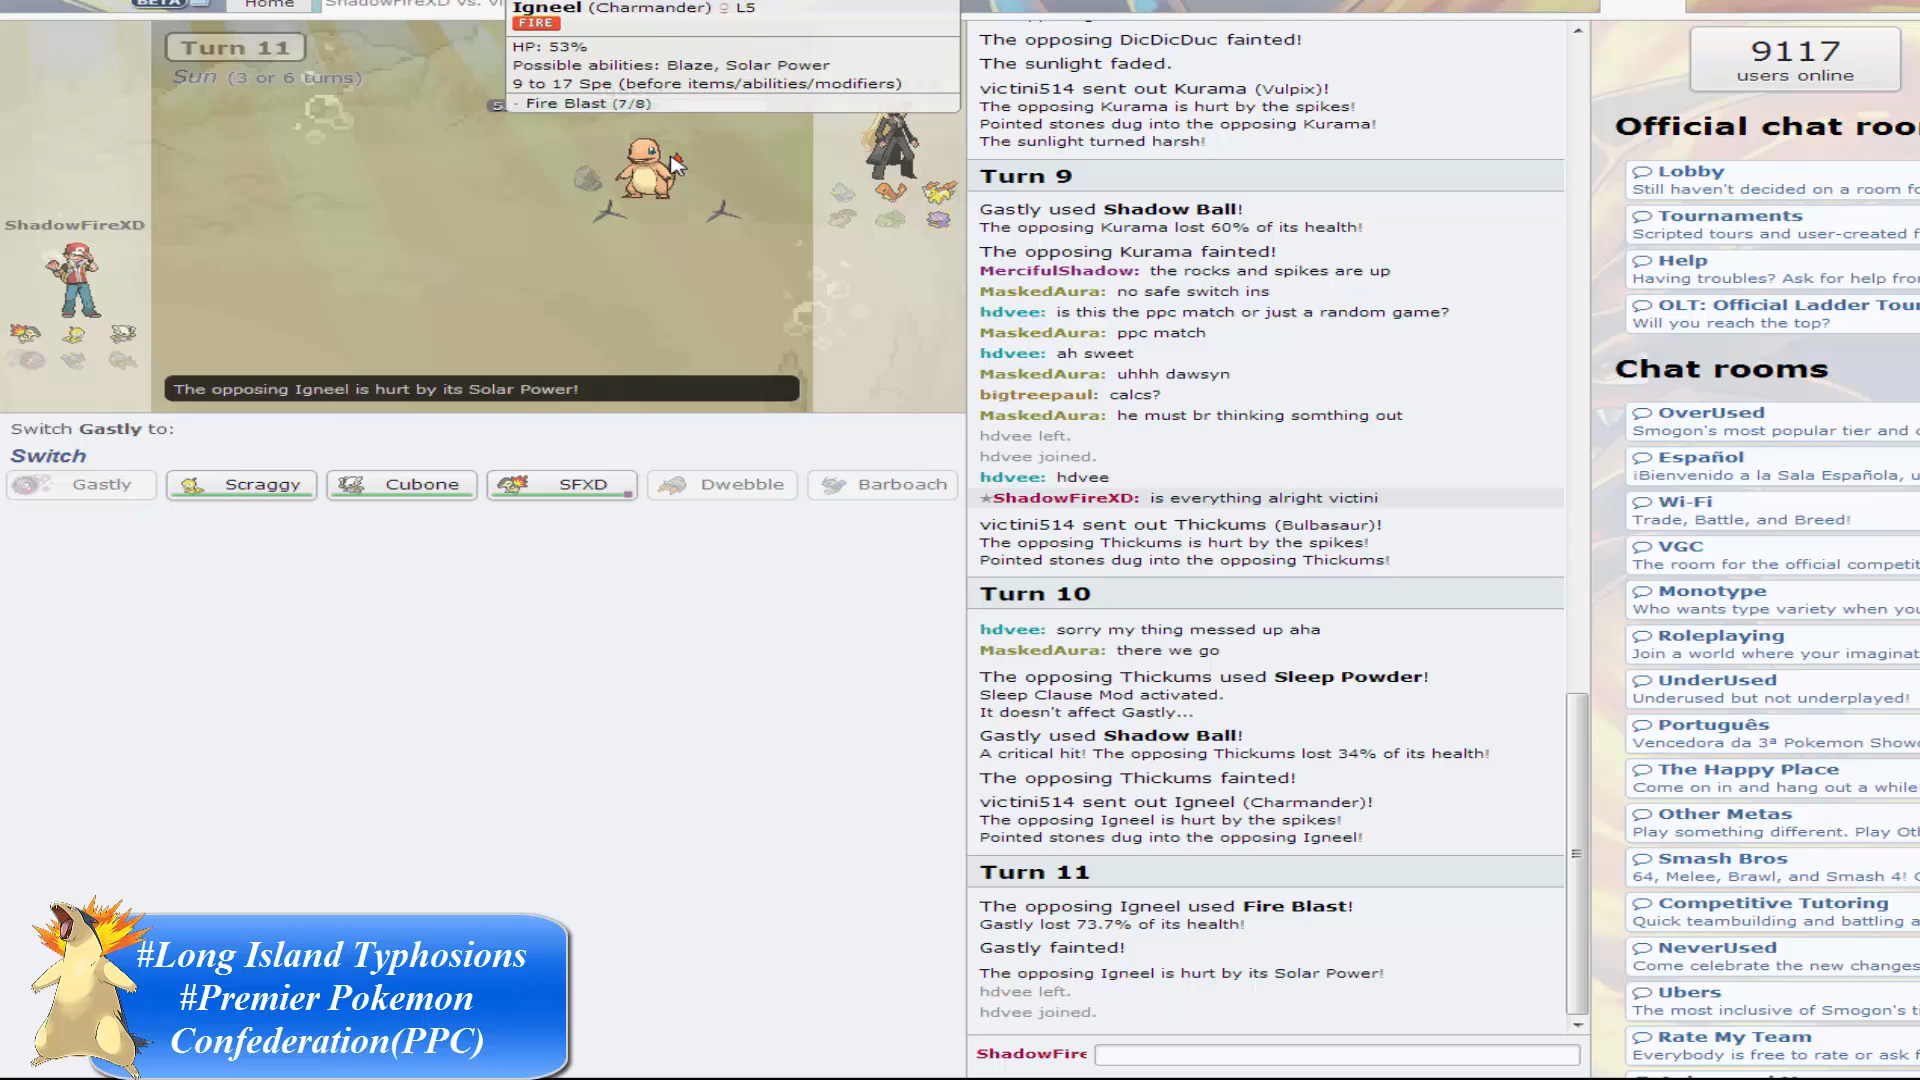 BETA
Home
ShadowFireXD vs. vi
Turn 11
Sun (3 or 6 turns)
Igneel (Charmander) ♀ L5
FIRE
HP: 53%
Possible abilities: Blaze, Solar Power
9 to 17 Spe (before items/abilities/modifiers)
· Fire Blast (7/8)
ShadowFireXD
The opposing Igneel is hurt by its Solar Power!
Switch Gastly to:
Switch
Gastly
Scraggy
Cubone
SFXD
Dwebble
Barboach
#Long Island Typhosions
#Premier Pokemon
Confederation(PPC)
The opposing DicDicDuc fainted!
The sunlight faded.
victini514 sent out Kurama (Vulpix)!
The opposing Kurama is hurt by the spikes!
Pointed stones dug into the opposing Kurama!
The sunlight turned harsh!
Turn 9
Gastly used Shadow Ball!
The opposing Kurama lost 60% of its health!
The opposing Kurama fainted!
MercifulShadow: the rocks and spikes are up
MaskedAura: no safe switch ins
hdvee: is this the ppc match or just a random game?
MaskedAura: ppc match
hdvee: ah sweet
MaskedAura: uhhh dawsyn
bigtreepaul: calcs?
MaskedAura: he must br thinking somthing out
hdvee left.
hdvee joined.
hdvee: hdvee
★ShadowFireXD: is everything alright victini
victini514 sent out Thickums (Bulbasaur)!
The opposing Thickums is hurt by the spikes!
Pointed stones dug into the opposing Thickums!
Turn 10
hdvee: sorry my thing messed up aha
MaskedAura: there we go
The opposing Thickums used Sleep Powder!
Sleep Clause Mod activated.
It doesn't affect Gastly...
Gastly used Shadow Ball!
A critical hit! The opposing Thickums lost 34% of its health!
The opposing Thickums fainted!
victini514 sent out Igneel (Charmander)!
The opposing Igneel is hurt by the spikes!
Pointed stones dug into the opposing Igneel!
Turn 11
The opposing Igneel used Fire Blast!
Gastly lost 73.7% of its health!
Gastly fainted!
The opposing Igneel is hurt by its Solar Power!
hdvee left.
hdvee joined.
ShadowFire
9117
users online
Official chat roo
Lobby
Still haven't decided on a room fo
Tournaments
Scripted tours and user-created f
Help
Having troubles? Ask for help from
OLT: Official Ladder Tour
Will you reach the top?
Chat rooms
OverUsed
Smogon's most popular tier and o
Español
¡Bienvenido a la Sala Española, u
Wi-Fi
Trade, Battle, and Breed!
VGC
The room for the official competit
Monotype
Who wants type variety when you
Roleplaying
Join a world where your imaginat
UnderUsed
Underused but not underplayed!
Português
Vencedora da 3ª Pokemon Show
The Happy Place
Come on in and hang out a while
Other Metas
Play something different. Play Oth
Smash Bros
64, Melee, Brawl, and Smash 4! C
Competitive Tutoring
Quick teambuilding and battling a
NeverUsed
Come celebrate the new changes
Ubers
The most inclusive of Smogon's ti
Rate My Team
Everybody is free to rate or ask f